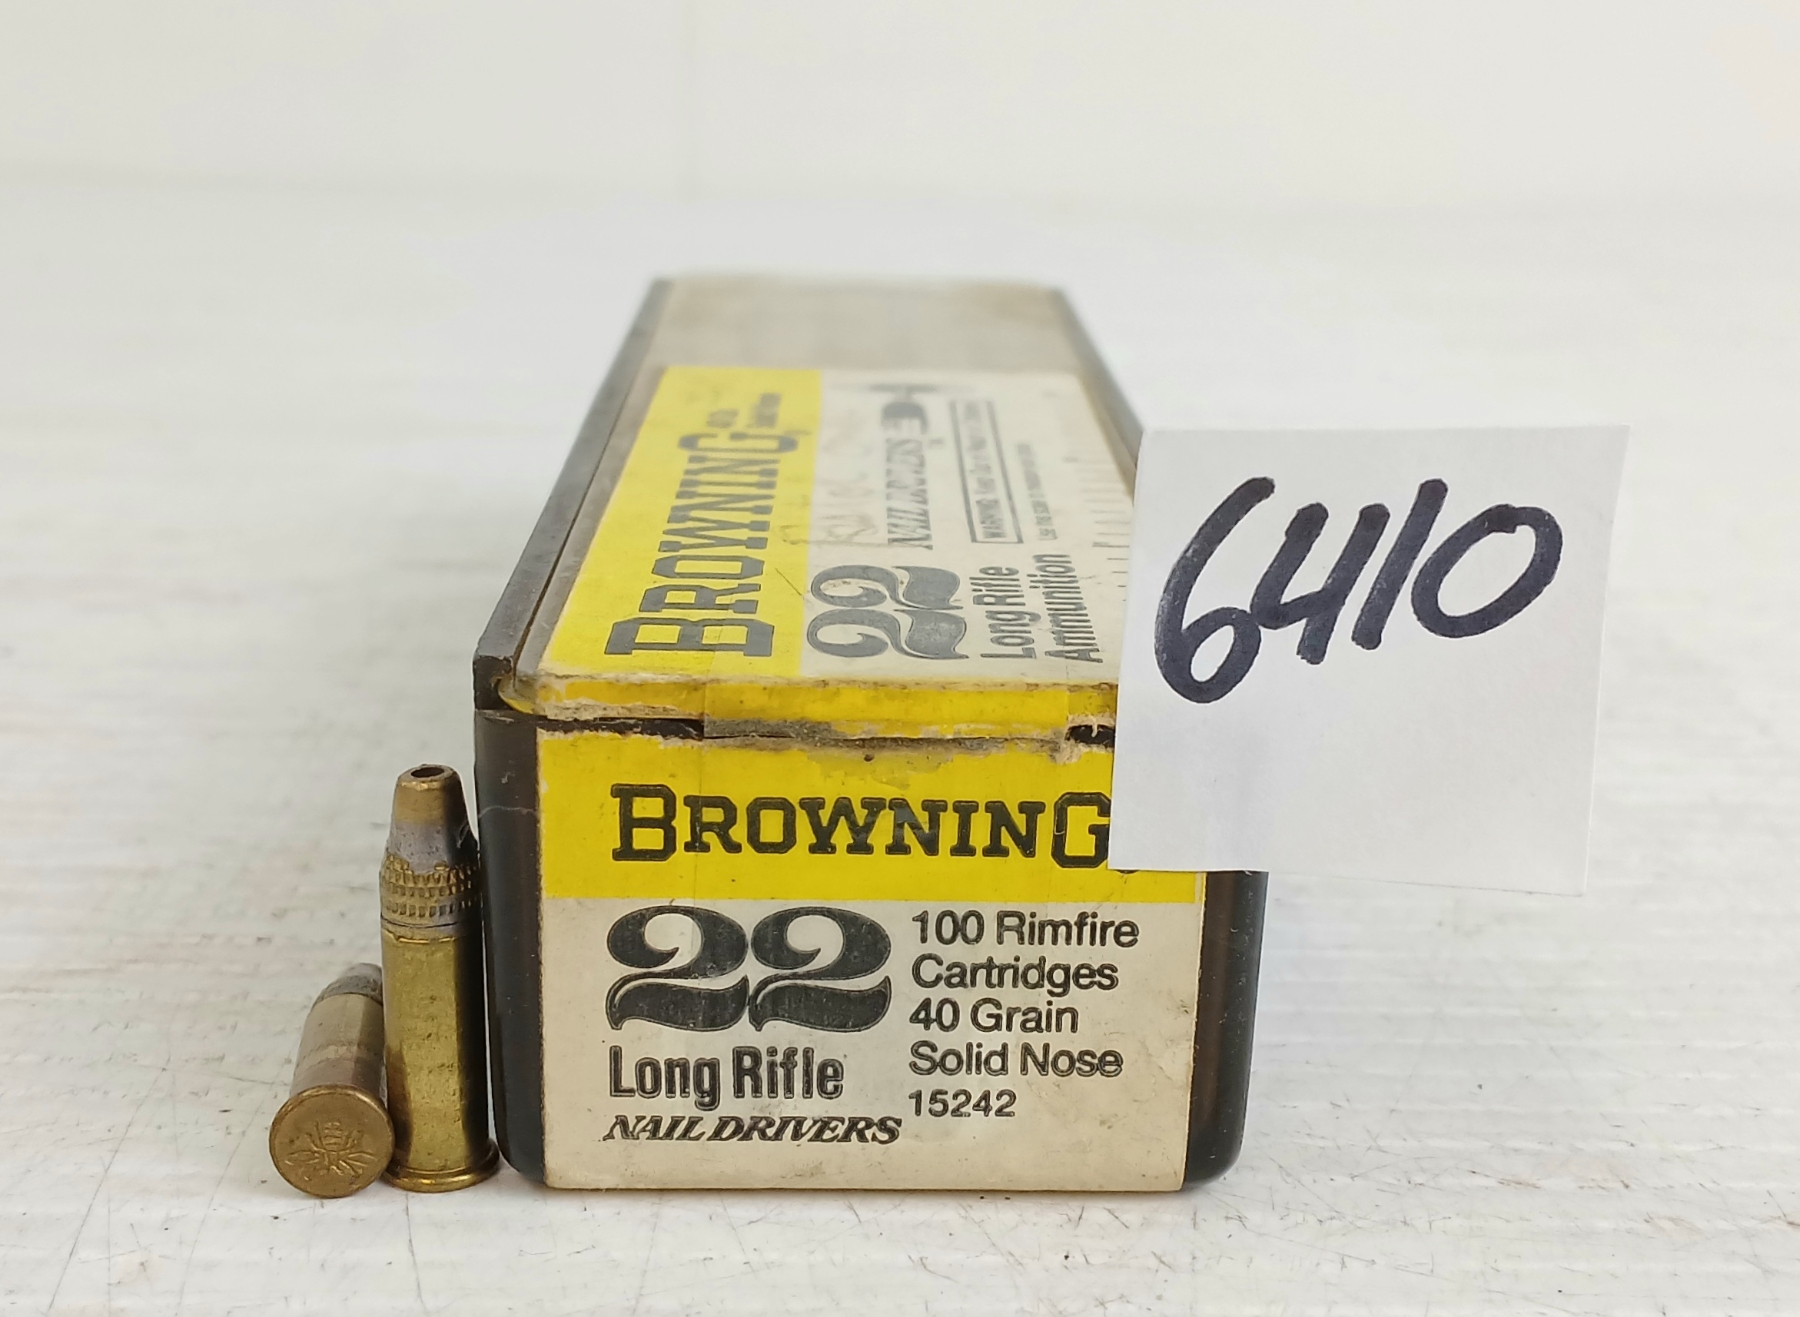 BROWNING
22
NAIL DRIVERS
Long Rifle
Ammunition
6410
BROWNING
22
Long Rifle
NAIL DRIVERS
100 Rimfire
Cartridges
40 Grain
Solid Nose
15242